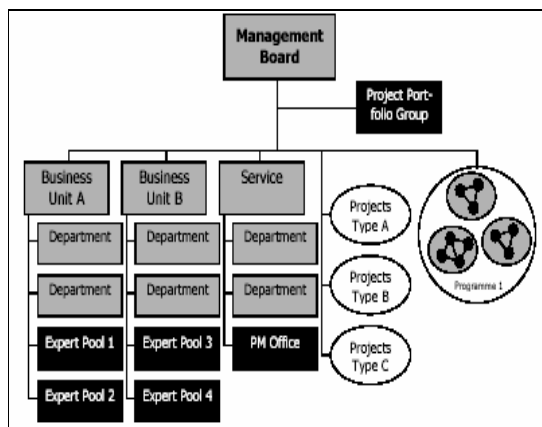 Management
Board
Project Port-
folio Group
Business
Unit A
Business
Unit B
Service
Department
Department
Department
Projects
Type A
Department
Department
Department
Projects
Type B
Programme 1
Expert Pool 1
Expert Pool 3
PM Office
Projects
Type C
Expert Pool 2
Expert Pool 4